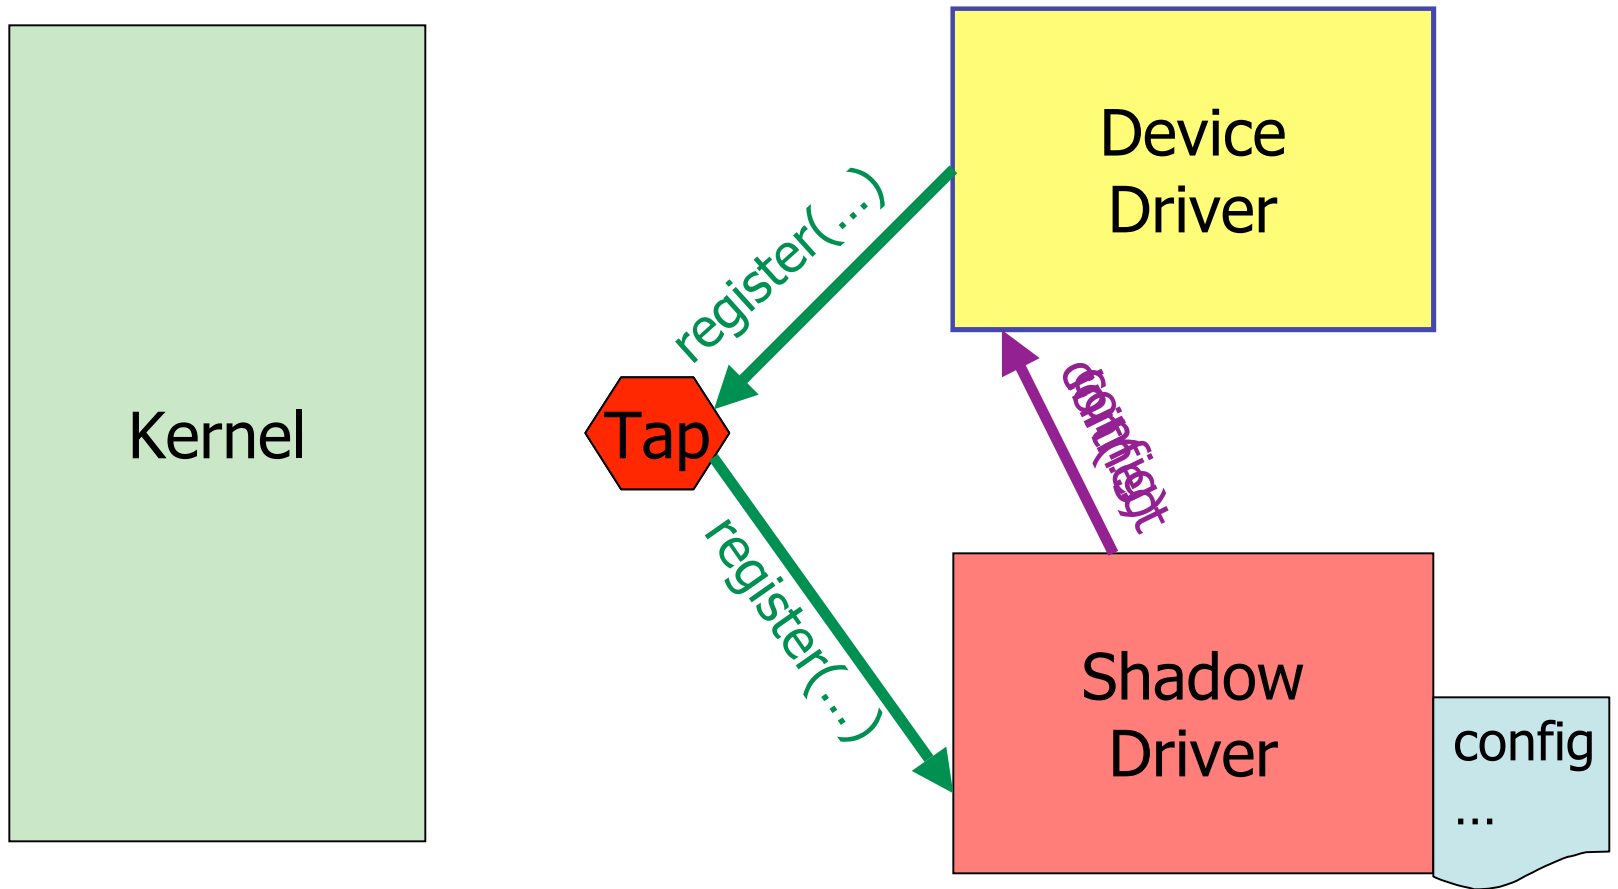 Device
Driver
register(...)
Kernel
Tap
register(...)
Shadow
Driver
config
...